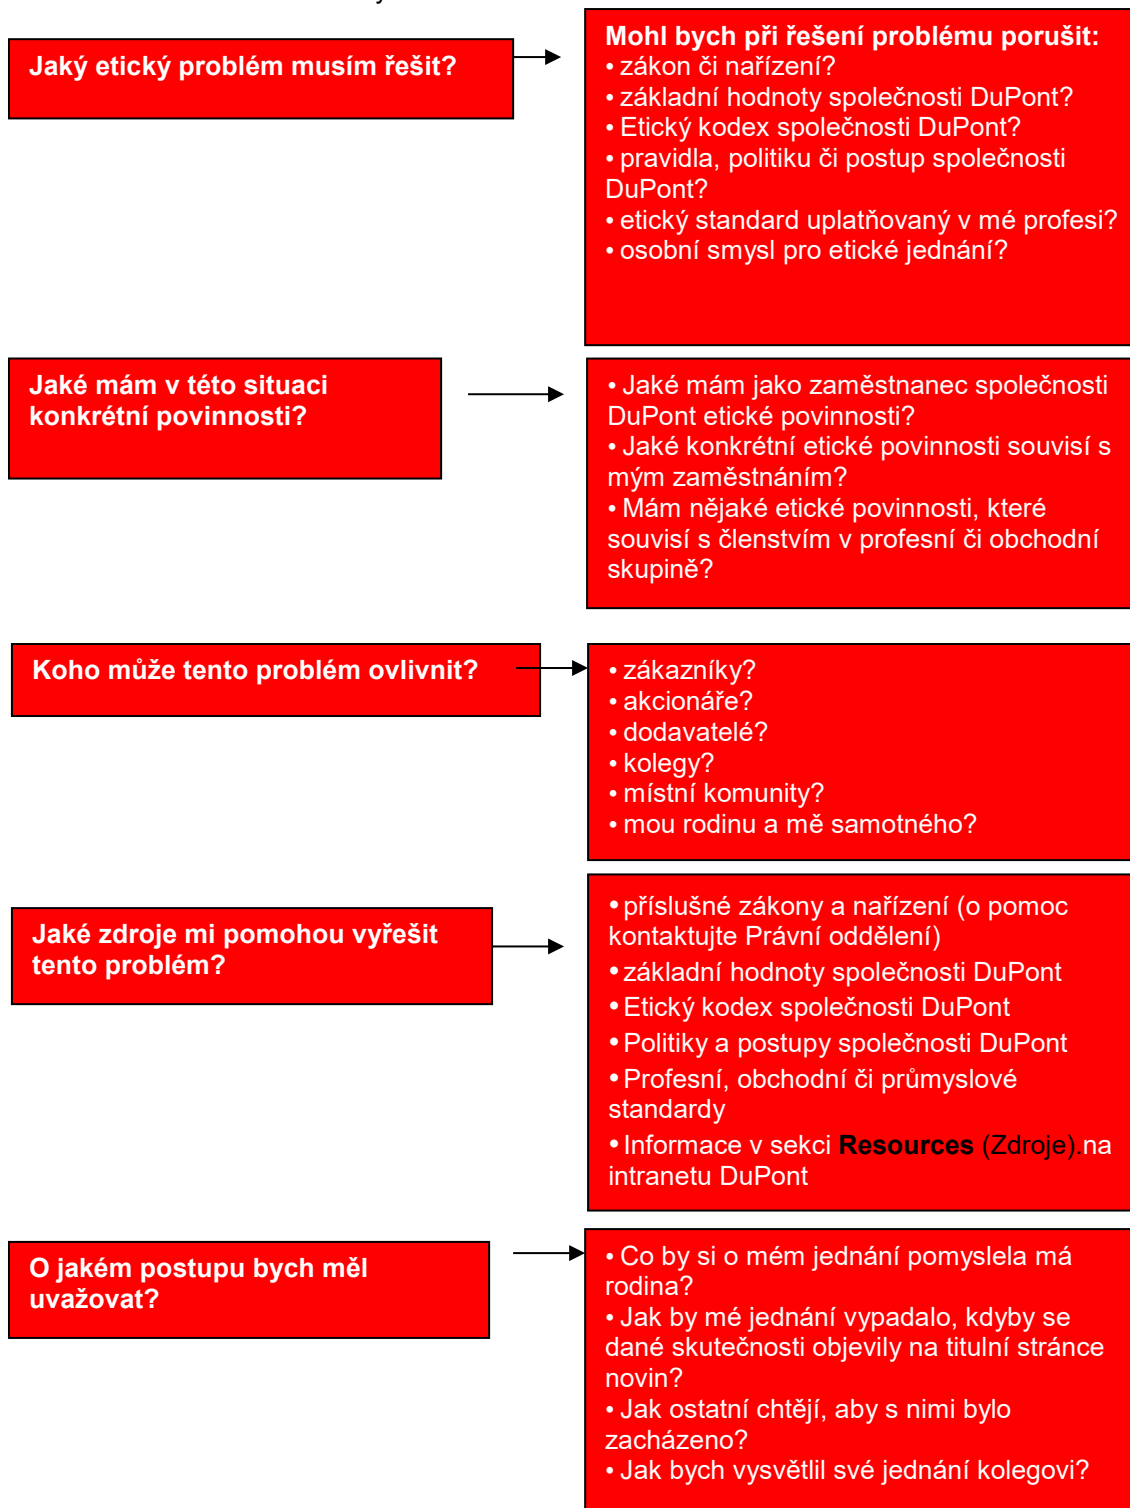 Jaký etický problém musím řešit?
Mohl bych při řešení problému porušit:
• zákon či nařízení?
• základní hodnoty společnosti DuPont?
• Etický kodex společnosti DuPont?
• pravidla, politiku či postup společnosti
DuPont?
• etický standard uplatňovaný v mé profesi?
• osobní smysl pro etické jednání?
Jaké mám v této situaci
konkrétní povinnosti?
• Jaké mám jako zaměstnanec společnosti
DuPont etické povinnosti?
• Jaké konkrétní etické povinnosti souvisí s
mým zaměstnáním?
• Mám nějaké etické povinnosti, které
souvisí s členstvím v profesní či obchodní
skupině?
Koho může tento problém ovlivnit?
• zákazníky?
• akcionáře?
• dodavatelé?
• kolegy?
• místní komunity?
• mou rodinu a mě samotného?
Jaké zdroje mi pomohou vyřešit
tento problém?
• příslušné zákony a nařízení (o pomoc
kontaktujte Právní oddělení)
• základní hodnoty společnosti DuPont
• Etický kodex společnosti DuPont
• Politiky a postupy společnosti DuPont
• Profesní, obchodní či průmyslové
standardy
• Informace v sekci Resources (Zdroje).na
intranetu DuPont
O jakém postupu bych měl
uvažovat?
• Co by si o mém jednání pomyslela má
rodina?
• Jak by mé jednání vypadalo, kdyby se
dané skutečnosti objevily na titulní stránce
novin?
• Jak ostatní chtějí, aby s nimi bylo
zacházeno?
• Jak bych vysvětlil své jednání kolegovi?